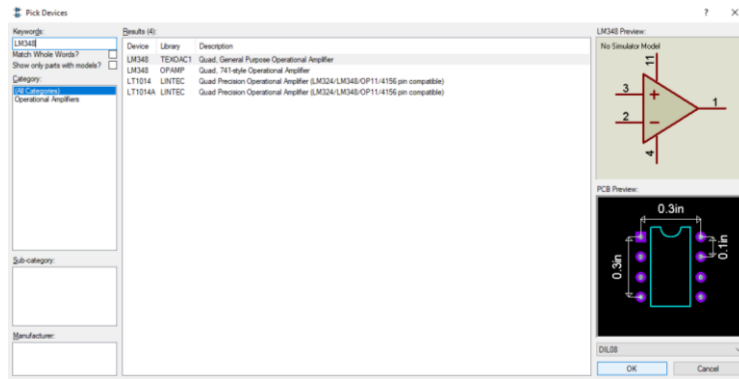 Pick Devices
? ×
Keywords:
LM348
Match Whole Words?
Show only parts with models?
Category:
(All Categories)
Operational Amplifiers
Sub-category:
Manufacturer:
Results (4):
Device Library Description
LM348 TEXOAC1 Quad, General Purpose Operational Amplifier
LM348 OPAMP Quad, 741-style Operational Amplifier
LT1014 LINTEC Quad Precision Operational Amplifier (LM324/LM348/OP11/4156 pin compatible)
LT1014A LINTEC Quad Precision Operational Amplifier (LM324/LM348/OP11/4156 pin compatible)
LM348 Preview:
No Simulator Model
11
3
+
1
2
−
4
PCB Preview:
0.3in
0.1in
0.3in
DIL08
OK Cancel